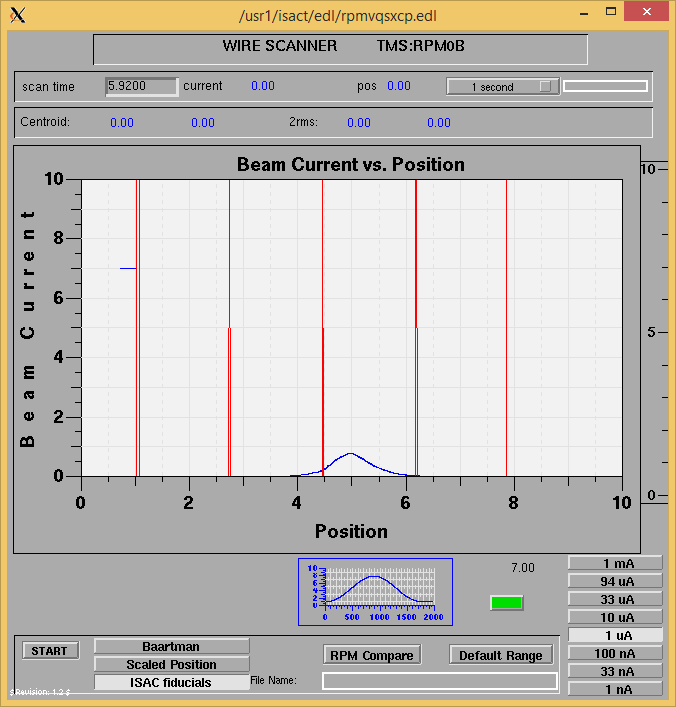 /usr1/isact/edl/rpmvqsxcp.edl
WIRE SCANNER TMS:RPM0B
scan time 5.9200 current 0.00 pos 0.00 1 second
Centroid: 0.00 0.00 2rms: 0.00 0.00
Beam Current vs. Position
10
8
6
4
2
0
Beam Current
0 2 4 6 8 10
Position
10
5
0
10
8
6
4
2
0
0 500 1000 1500 2000
7.00
1 mA
94 uA
33 uA
10 uA
1 uA
100 nA
33 nA
1 nA
START
Baartman
Scaled Position
ISAC fiducials
RPM Compare
Default Range
File Name:
$Revision: 1.2 $